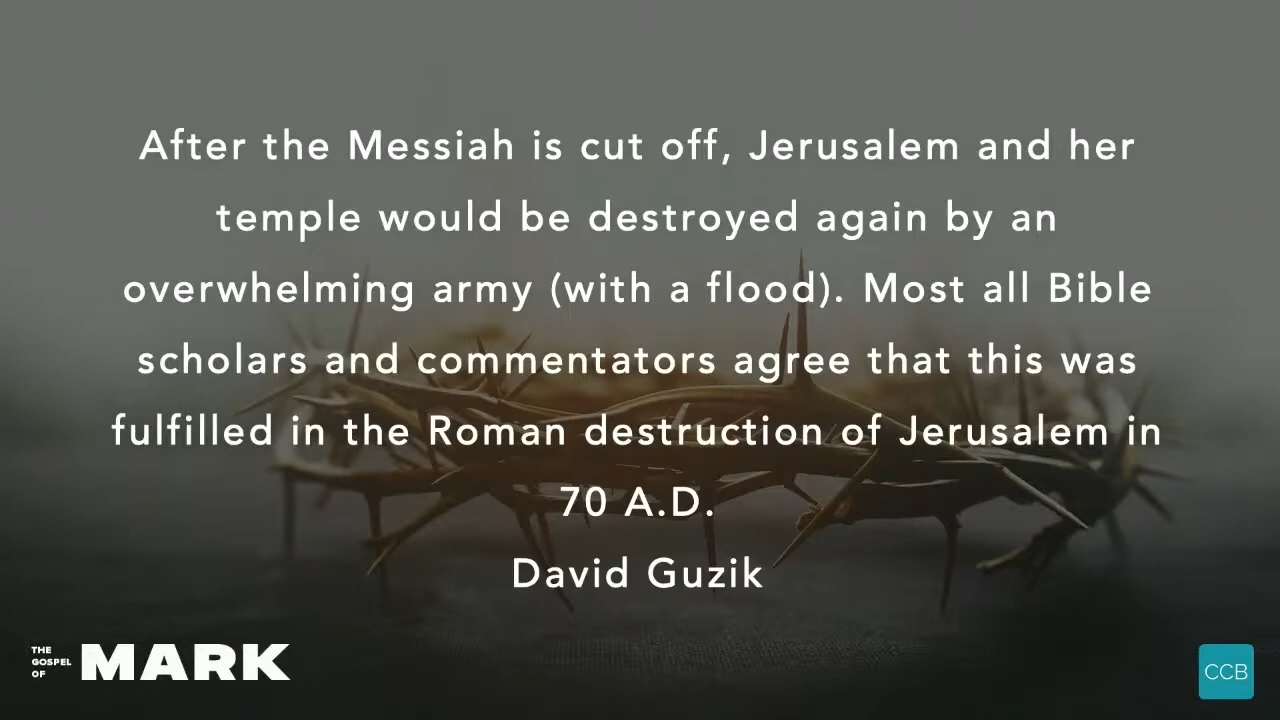 After the Messiah is cut off, Jerusalem and her
temple would be destroyed again by an
overwhelming army (with a flood). Most all Bible
scholars and commentators agree that this was
fulfilled in the Roman destruction of Jerusalem in
70 A.D.
David Guzik
THE
GOSPEL
OF
MARK
CCB